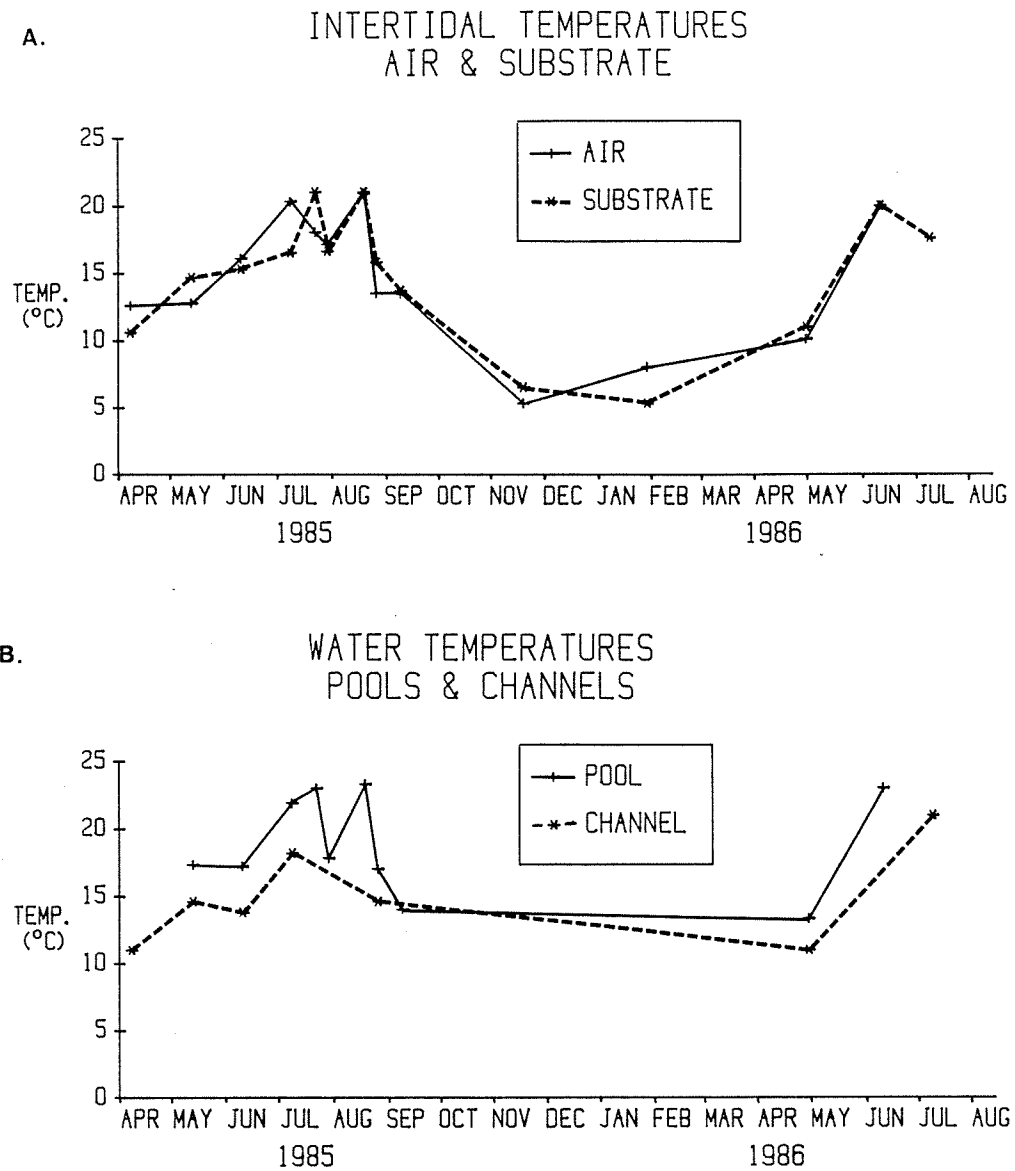 A.
INTERTIDAL TEMPERATURES
AIR & SUBSTRATE
AIR
SUBSTRATE
25
20
15
10
5
0
TEMP.
(°C)
APR MAY JUN JUL AUG SEP OCT NOV DEC JAN FEB MAR APR MAY JUN JUL AUG
1985 1986
B.
WATER TEMPERATURES
POOLS & CHANNELS
POOL
CHANNEL
25
20
15
10
5
0
TEMP.
(°C)
APR MAY JUN JUL AUG SEP OCT NOV DEC JAN FEB MAR APR MAY JUN JUL AUG
1985 1986